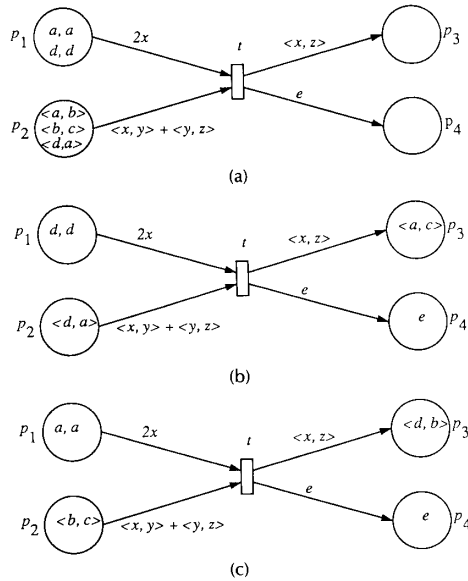 p1 a, a
d, d
2x
t
<x, z>
p3
p2 <a, b>
<b, c>
<d,a>
<x, y> + <y, z>
e
p4
(a)
p1 d, d
2x
t
<x, z>
<a, c> p3
p2 <d, a>
<x, y> + <y, z>
e
e p4
(b)
p1 a, a
2x
t
<x, z>
<d, b> p3
p2 <b, c>
<x, y> + <y, z>
e
e p4
(c)